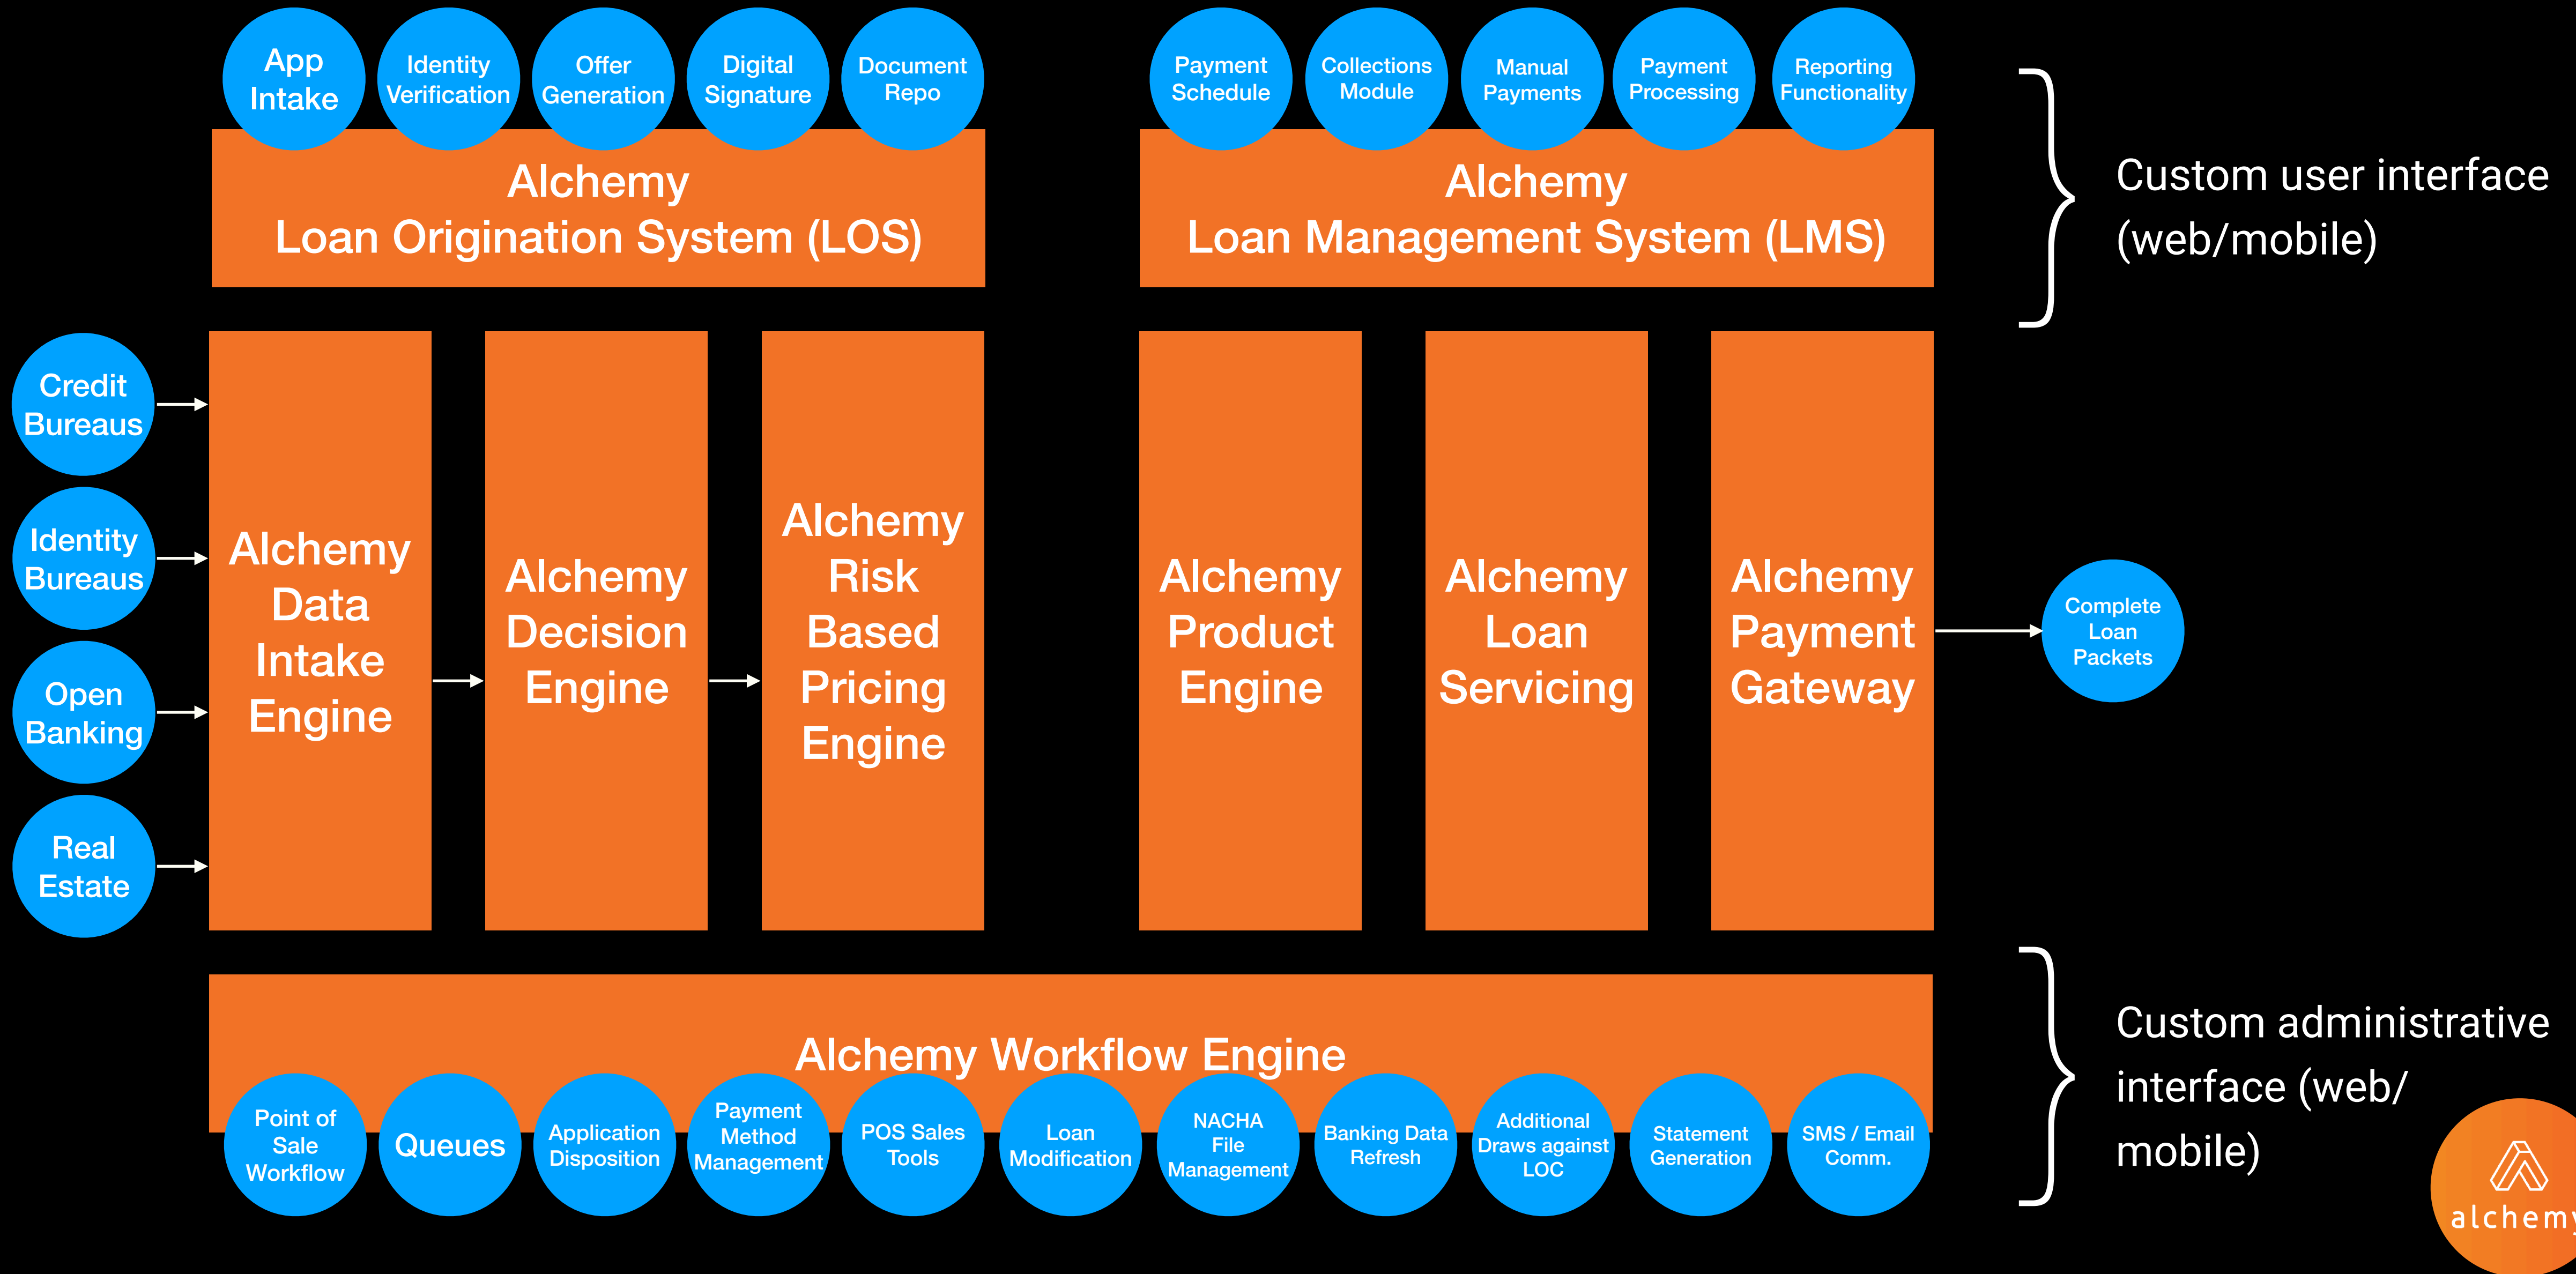 App
Intake
Identity
Verification
Offer
Generation
Digital
Signature
Document
Repo
Payment
Schedule
Collections
Module
Manual
Payments
Payment
Processing
Reporting
Functionality
Alchemy
Loan Origination System (LOS)
Alchemy
Loan Management System (LMS)
Custom user interface
(web/mobile)
Credit
Bureaus
Identity
Bureaus
Open
Banking
Real
Estate
Alchemy
Data
Intake
Engine
Alchemy
Decision
Engine
Alchemy
Risk
Based
Pricing
Engine
Alchemy
Product
Engine
Alchemy
Loan
Servicing
Alchemy
Payment
Gateway
Complete
Loan
Packets
Alchemy Workflow Engine
Point of
Sale
Workflow
Queues
Application
Disposition
Payment
Method
Management
POS Sales
Tools
Loan
Modification
NACHA
File
Management
Banking Data
Refresh
Additional
Draws against
LOC
Statement
Generation
SMS / Email
Comm.
Custom administrative
interface (web/
mobile)
alchemy